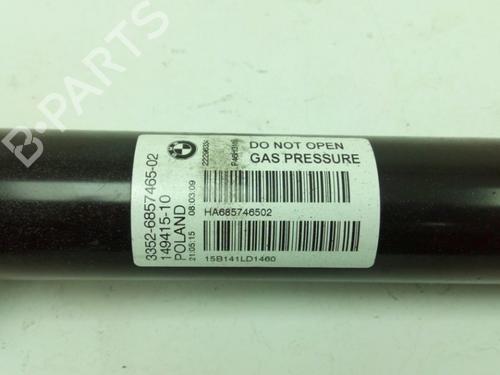 3352-6857465-02
149415-10
POLAND
21:05:15 08:03:09
DO NOT OPEN
GAS PRESSURE
HA685746502
15B141LD1460